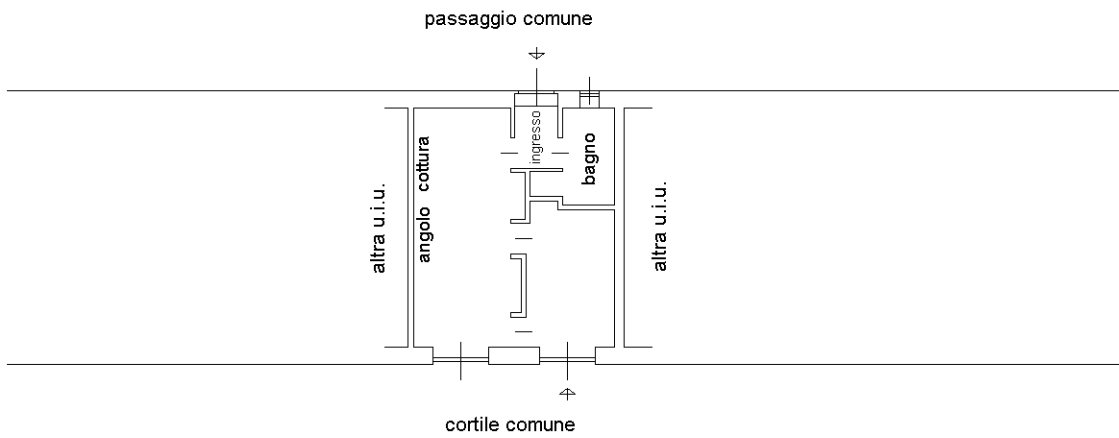 passaggio comune
altra u.i.u.
angolo cottura
ingresso
bagno
altra u.i.u.
cortile comune